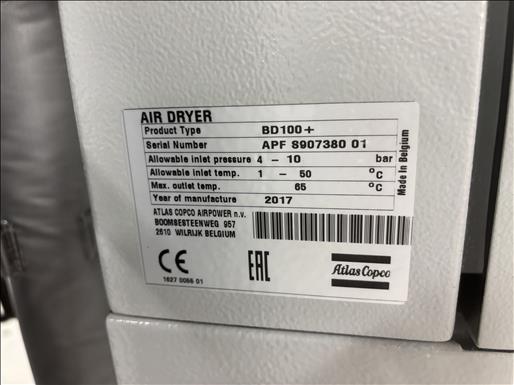 AIR DRYER
Product Type BD100+
Serial Number APF S907380 01
Allowable inlet pressure 4 - 10 bar
Allowable inlet temp. 1 - 50 °C
Max. outlet temp. 65 °C
Year of manufacture 2017
ATLAS COPCO AIRPOWER n.v.
BOOMSESTEENWEG 957
2610 WILRIJK BELGIUM
Made in Belgium
CE
EAC
Atlas Copco
1627 0066 01